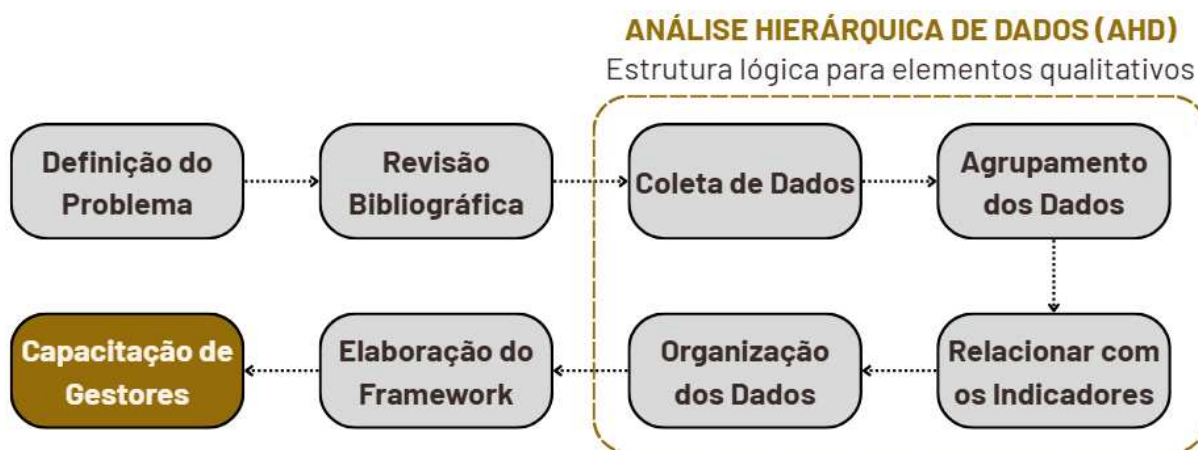 ANÁLISE HIERÁRQUICA DE DADOS (AHD)
Estrutura lógica para elementos qualitativos
Definição do
Problema
Revisão
Bibliográfica
Coleta de Dados
Agrupamento
dos Dados
Relacionar com
os Indicadores
Organização
dos Dados
Elaboração do
Framework
Capacitação de
Gestores